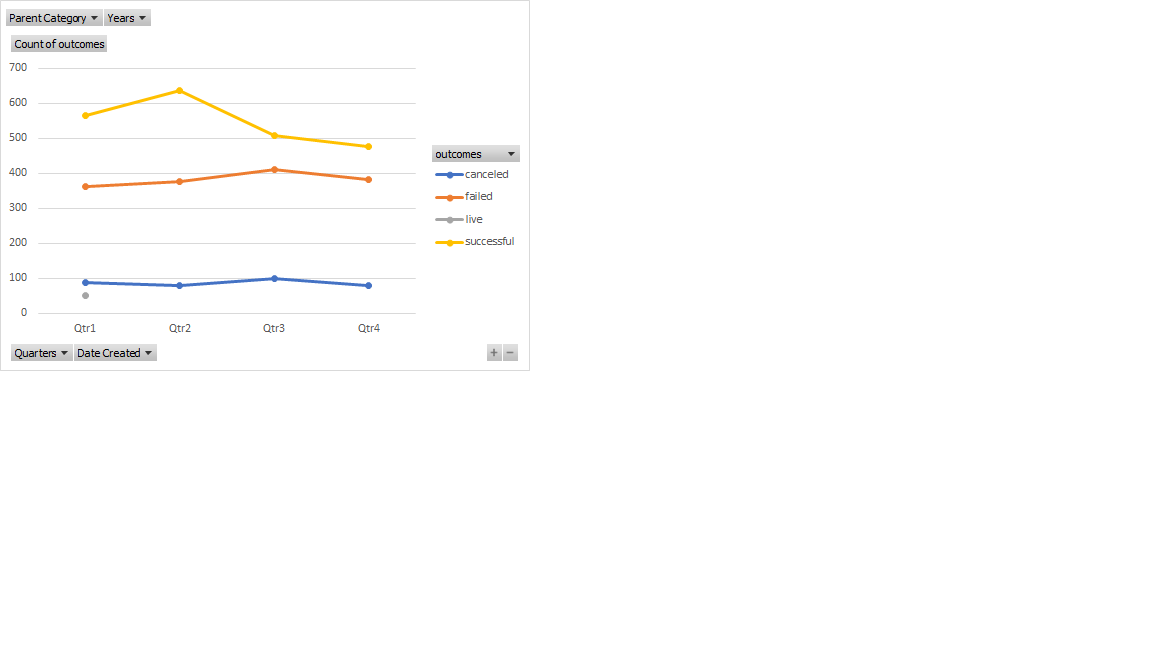 Parent Category Years
Count of outcomes
700
600
500
400
300
200
100
0
Qtr1 Qtr2 Qtr3 Qtr4
outcomes
canceled
failed
live
successful
Quarters Date Created + −